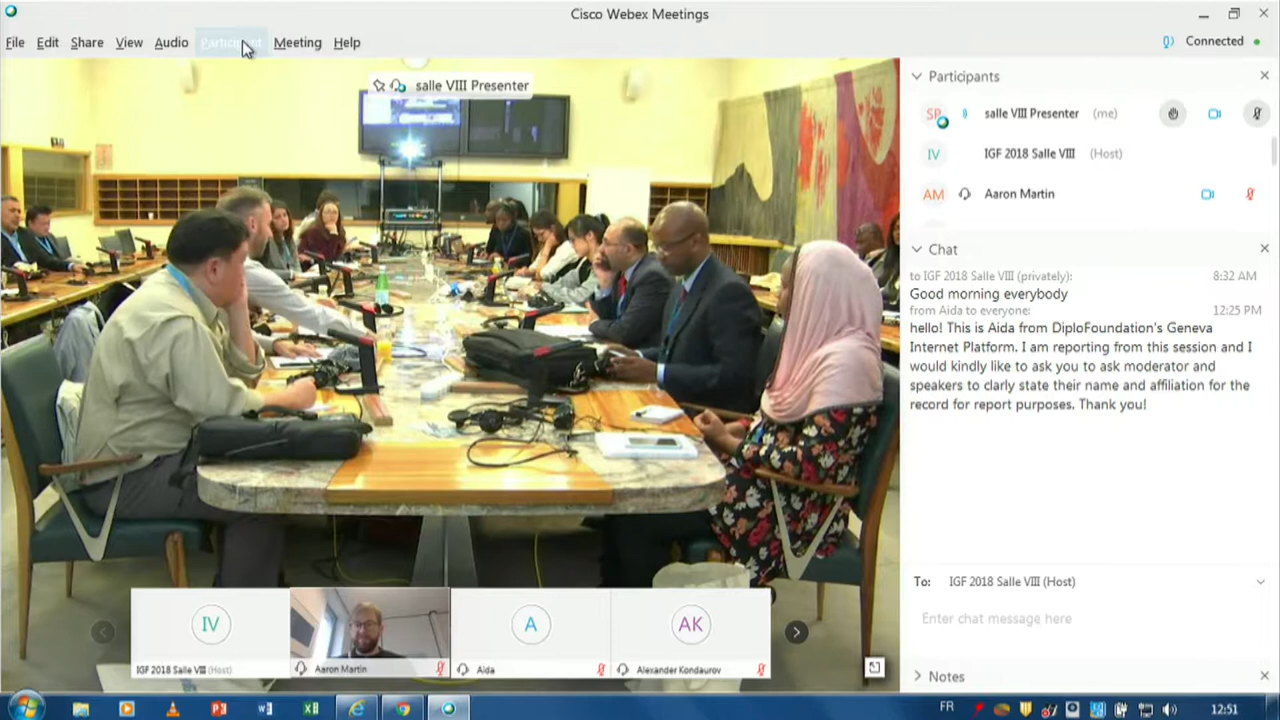 Cisco Webex Meetings
File Edit Share View Audio Participant Meeting Help
Connected
salle VIII Presenter
Participants
SP salle VIII Presenter (me)
IV IGF 2018 Salle VIII (Host)
AM Aaron Martin
Chat
to IGF 2018 Salle VIII (privately): 8:32 AM
Good morning everybody
from Aida to everyone: 12:25 PM
hello! This is Aida from DiploFoundation's Geneva
Internet Platform. I am reporting from this session and I
would kindly like to ask you to ask moderator and
speakers to clarly state their name and affiliation for the
record for report purposes. Thank you!
To: IGF 2018 Salle VIII (Host)
Enter chat message here
Notes
IV
A
AK
IGF 2018 Salle VIII (Host)
Aaron Martin
Aida
Alexander Kondaurov
FR
12:51